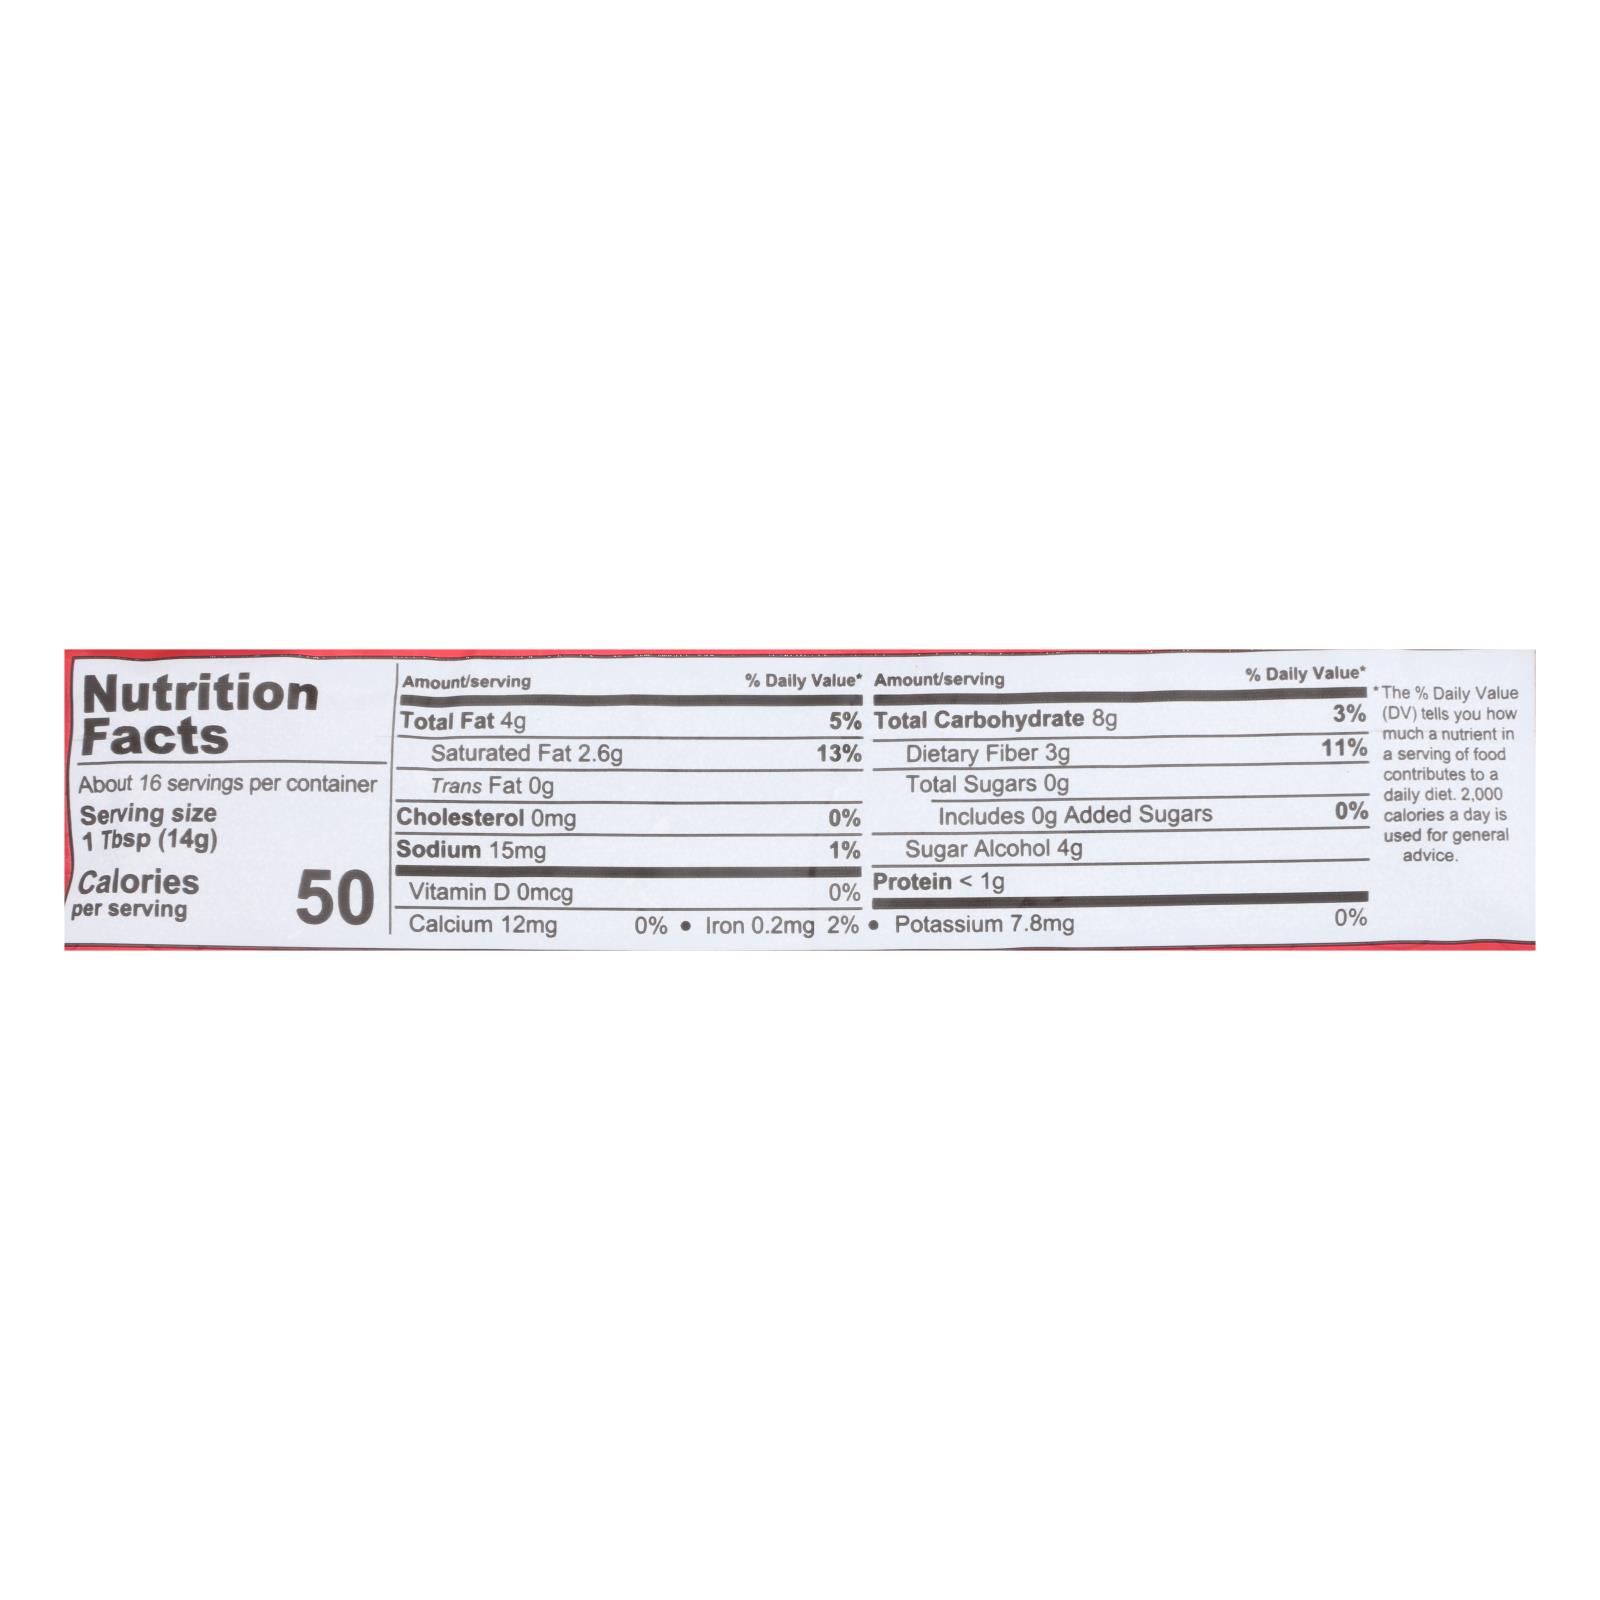 Nutrition
Facts
About 16 servings per container
Serving size
1 Tbsp (14g)
Calories
per serving
50
Amount/serving % Daily Value*
Total Fat 4g 5%
Saturated Fat 2.6g 13%
Trans Fat 0g
Cholesterol 0mg 0%
Sodium 15mg 1%
Vitamin D 0mcg 0%
Calcium 12mg 0% • Iron 0.2mg 2% • Potassium 7.8mg 0%
Amount/serving % Daily Value*
Total Carbohydrate 8g 3%
Dietary Fiber 3g 11%
Total Sugars 0g
Includes 0g Added Sugars 0%
Sugar Alcohol 4g
Protein < 1g
*The % Daily Value
(DV) tells you how
much a nutrient in
a serving of food
contributes to a
daily diet. 2,000
calories a day is
used for general
advice.